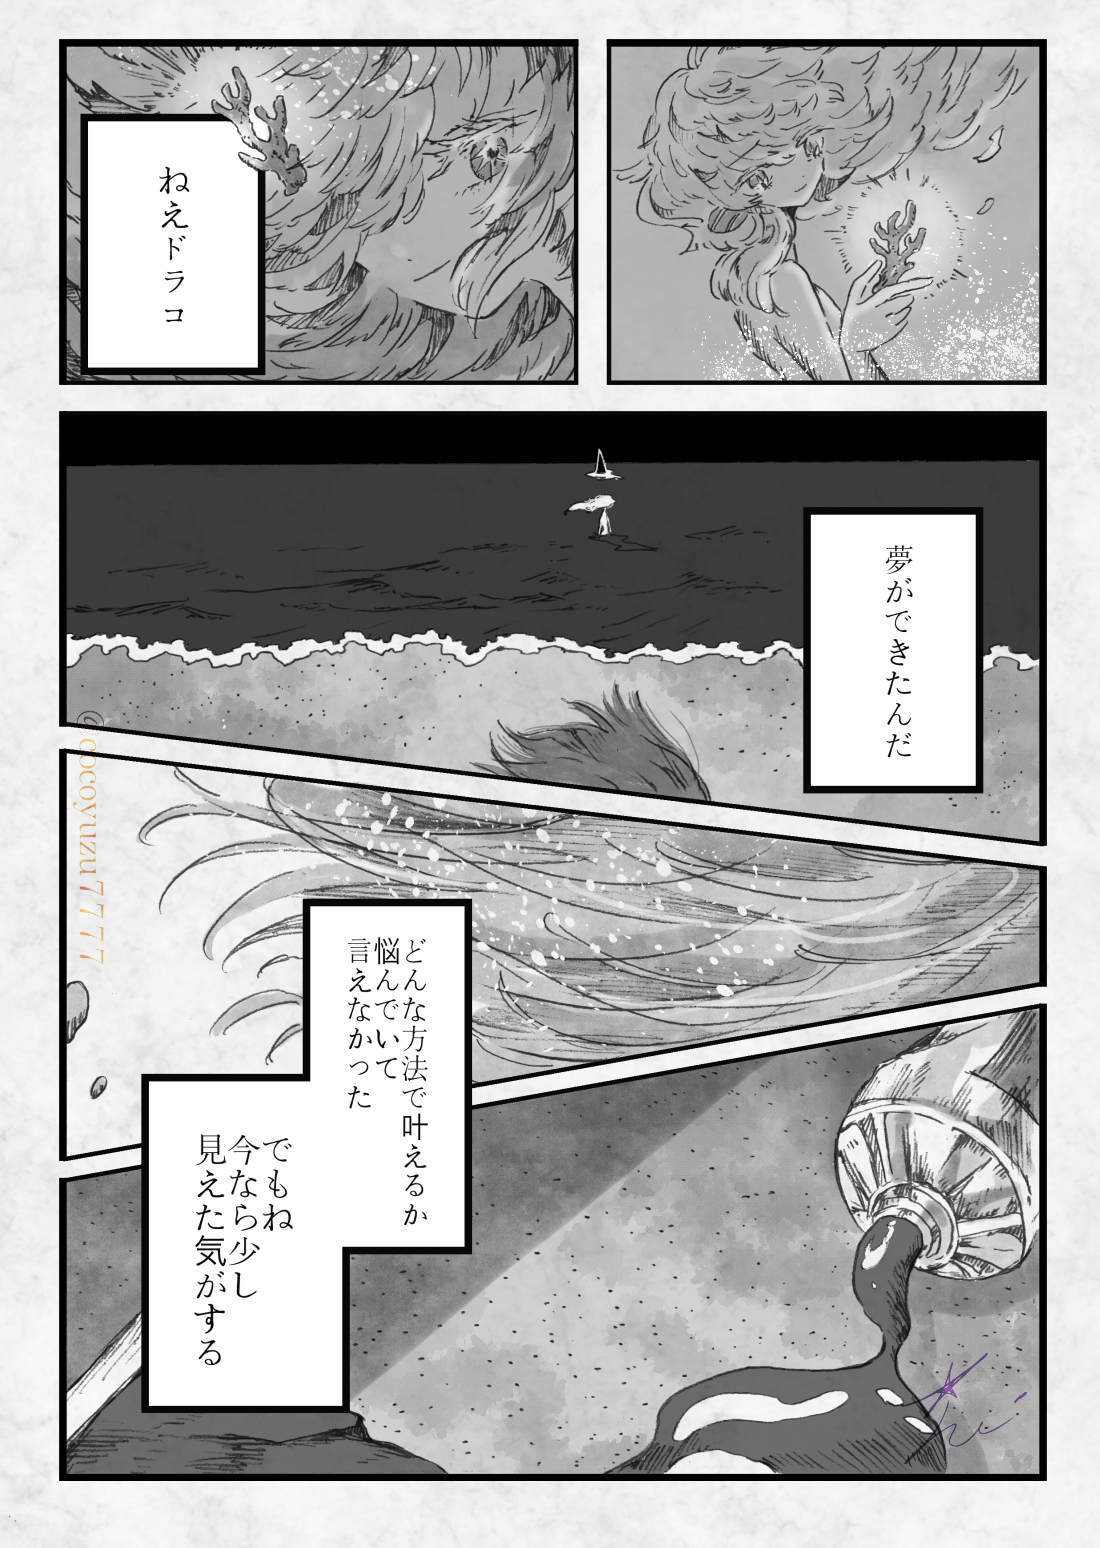 ねえドラコ
夢ができたんだ
どんな方法で叶えるか
悩んでいて
言えなかった
でもね
今なら少し
見えた気がする
@cocoyuzu7777